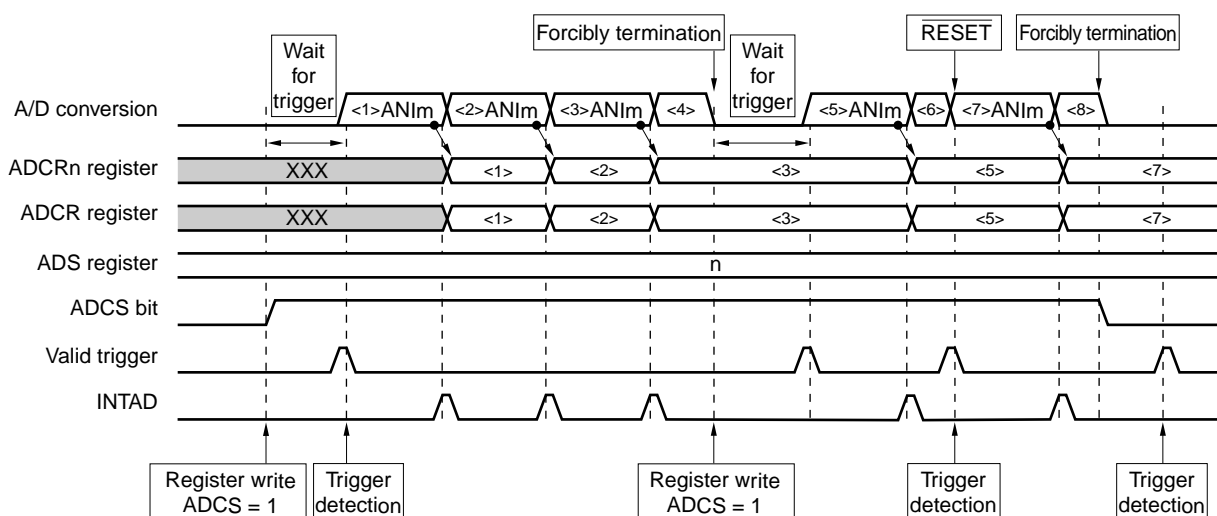 Forcibly termination
RESET
Forcibly termination
Wait
for
trigger
Wait
for
trigger
A/D conversion
<1>ANIm
<2>ANIm
<3>ANIm
<4>
<5>ANIm
<6>
<7>ANIm
<8>
ADCRn register
XXX
<1>
<2>
<3>
<5>
<7>
ADCR register
XXX
<1>
<2>
<3>
<5>
<7>
ADS register
n
ADCS bit
Valid trigger
INTAD
Register write
ADCS = 1
Trigger
detection
Register write
ADCS = 1
Trigger
detection
Trigger
detection